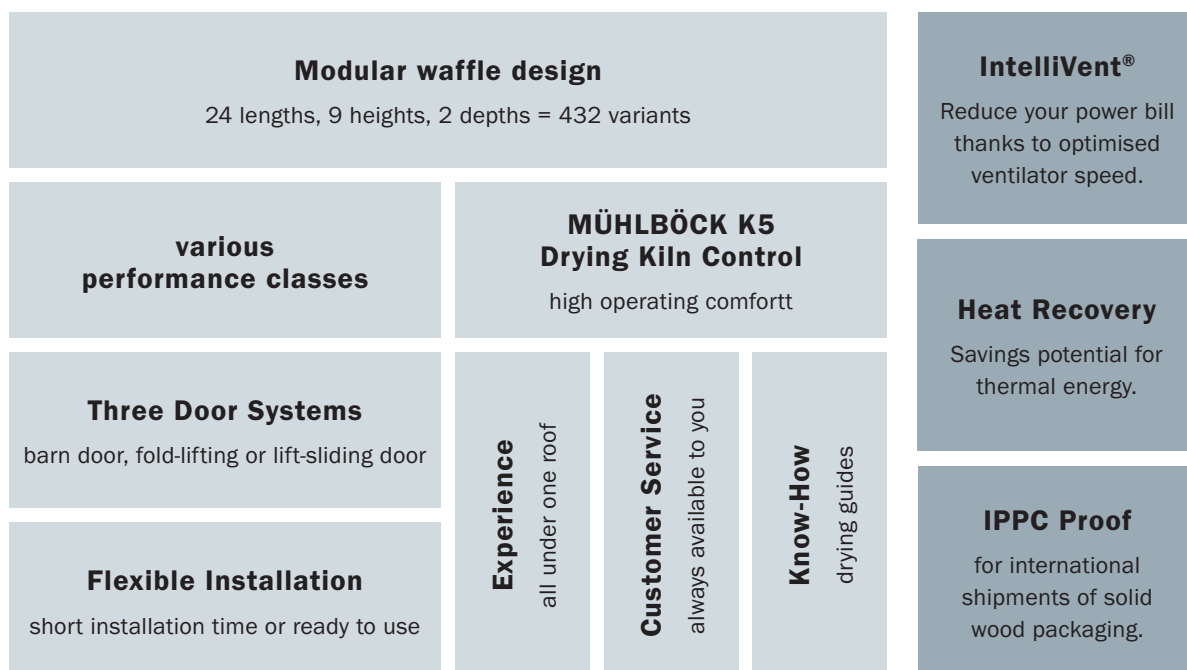 Modular waffle design
24 lengths, 9 heights, 2 depths = 432 variants
various
performance classes
MÜHLBÖCK K5
Drying Kiln Control
high operating comfortt
Three Door Systems
barn door, fold-lifting or lift-sliding door
Flexible Installation
short installation time or ready to use
Experience
all under one roof
Customer Service
always available to you
Know-How
drying guides
IntelliVent®
Reduce your power bill
thanks to optimised
ventilator speed.
Heat Recovery
Savings potential for
thermal energy.
IPPC Proof
for international
shipments of solid
wood packaging.